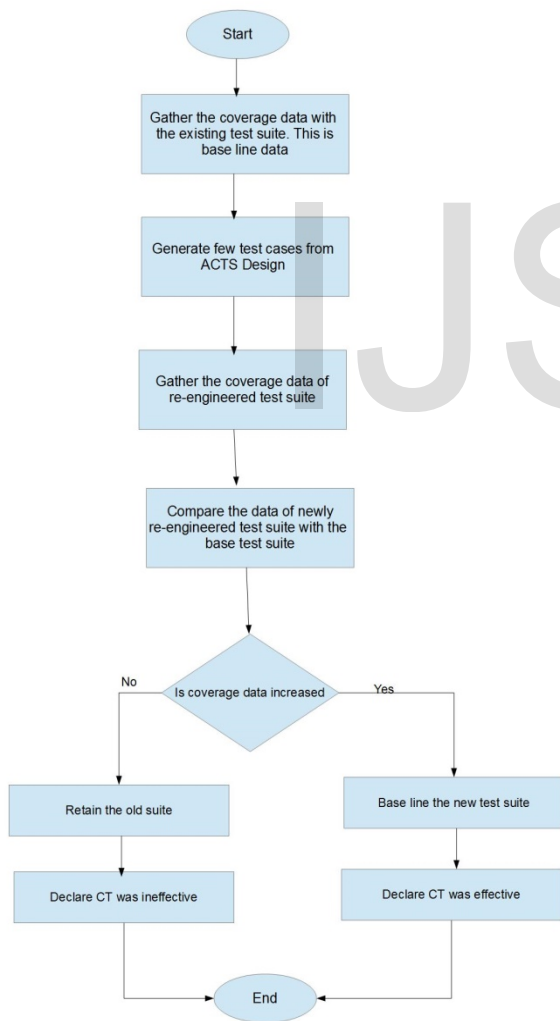 Start
Gather the coverage data with
the existing test suite. This is
base line data
Generate few test cases from
ACTS Design
Gather the coverage data of
re-engineered test suite
Compare the data of newly
re-engineered test suite with the
base test suite
Is coverage data increased
No
Yes
Retain the old suite
Base line the new test suite
Declare CT was ineffective
Declare CT was effective
End
IJS